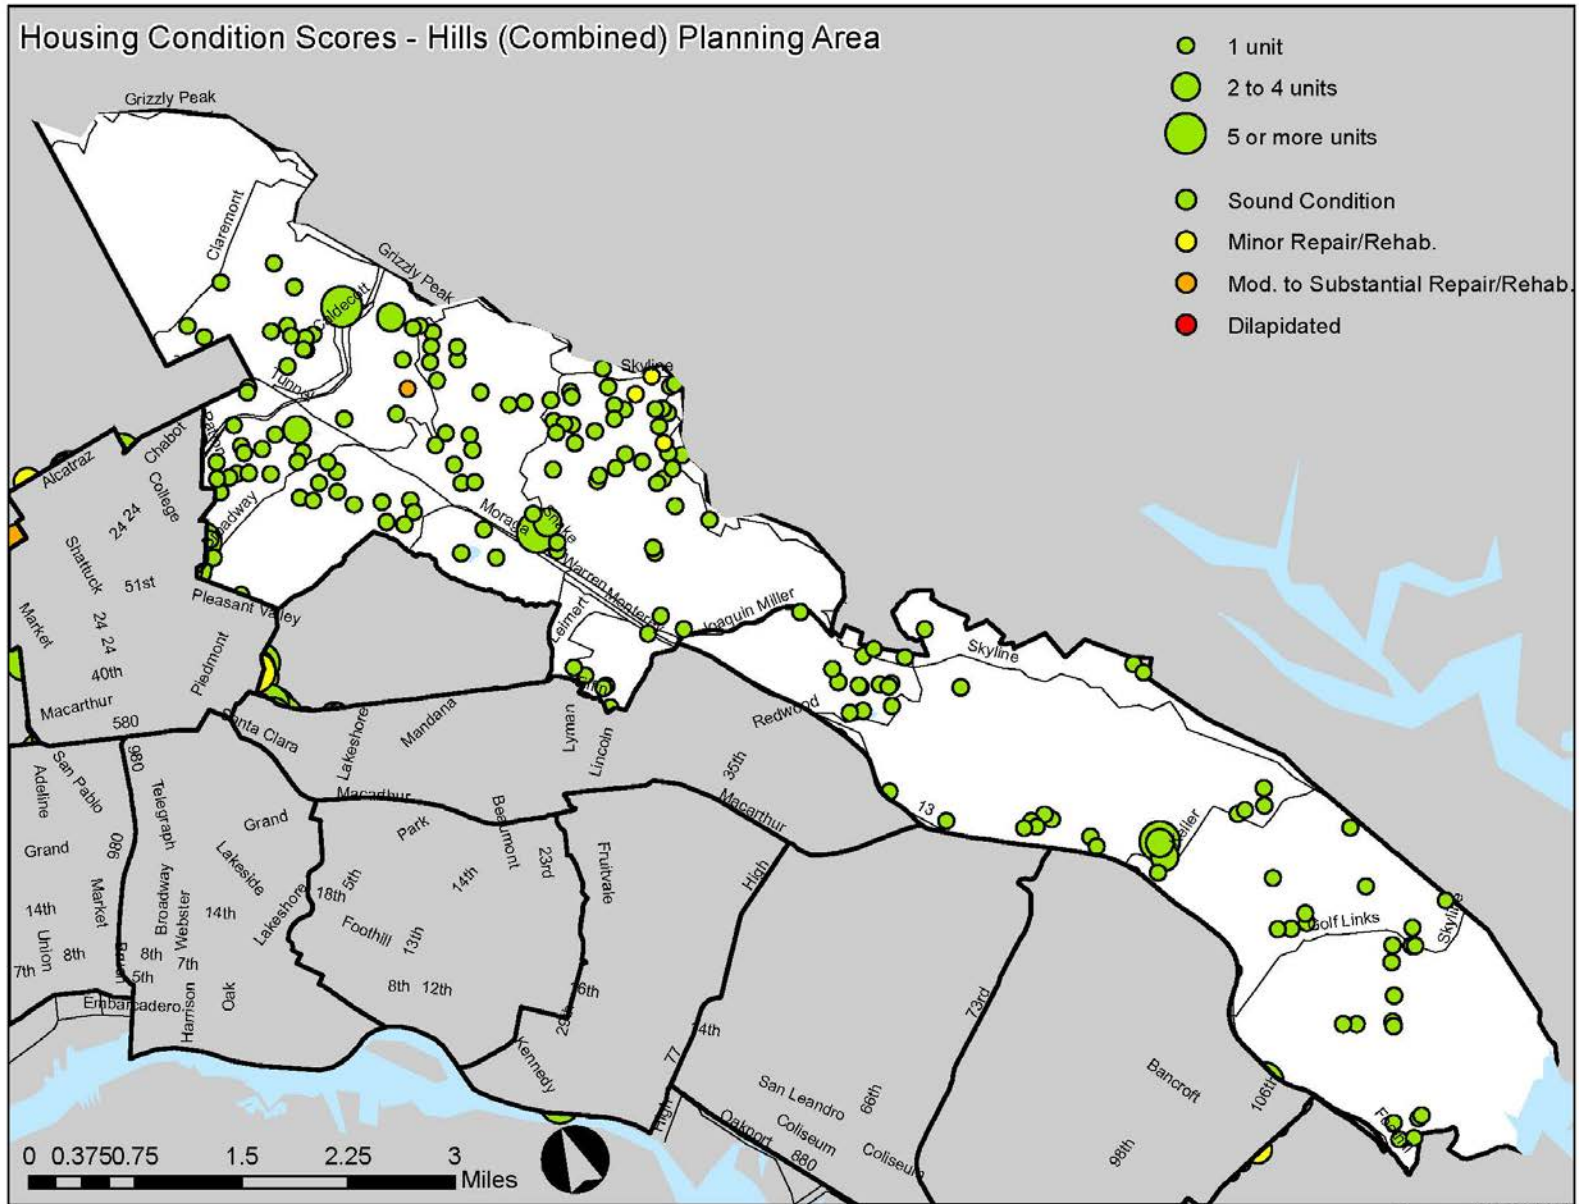 Housing Condition Scores - Hills (Combined) Planning Area
1 unit
2 to 4 units
5 or more units
Sound Condition
Minor Repair/Rehab.
Mod. to Substantial Repair/Rehab.
Dilapidated
Grizzly Peak
Claremont
Grizzly Peak
Caldecott
Skyline
Tunnel
Patton
Chabot
Alcatraz
College
Broadway
24 24
Moraga
Snake
Shattuck
51st
Warren
Monterey
Pleasant Valley
Leimert
Joaquin Miller
Market
24 24
Piedmont
Skyline
40th
Macarthur
580
Santa Clara
Lakeshore
Mandana
Lyman
Lincoln
Redwood
35th
980
San Pablo
Adeline
Telegraph
Macarthur
Beaumont
Macarthur
13
Grand
Park
Keller
Grand
980
Lakeside
23rd
Fruitvale
High
Market
14th
18th
5th
14th
Broadway
Webster
14th
Lakeshore
Golf Links
Skyline
Union
8th
8th
7th
Foothill
13th
7th
5th
Embarcadero
Harrison
Oak
8th
12th
16th
29th
73rd
14th
77
Kennedy
San Leandro
66th
Bancroft
106th
High
Oakport
Coliseum
Coliseum
880
98th
0 0.375 0.75 1.5 2.25 3
Miles